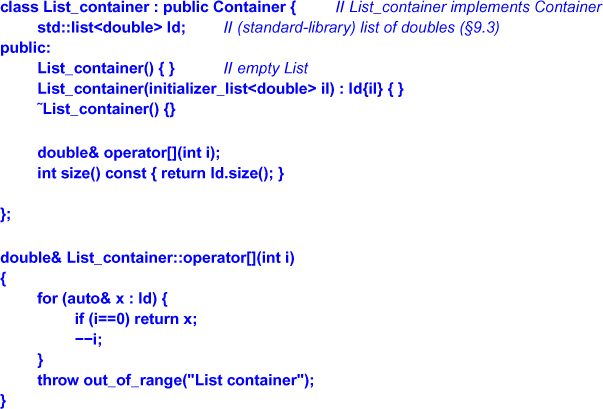 class List_container : public Container { // List_container implements Container
std::list<double> ld; // (standard-library) list of doubles (§9.3)
public:
List_container() { } // empty List
List_container(initializer_list<double> il) : ld{il} { }
~List_container() {}
double& operator[](int i);
int size() const { return ld.size(); }
};
double& List_container::operator[](int i)
{
for (auto& x : ld) {
if (i==0) return x;
−−i;
}
throw out_of_range("List container");
}